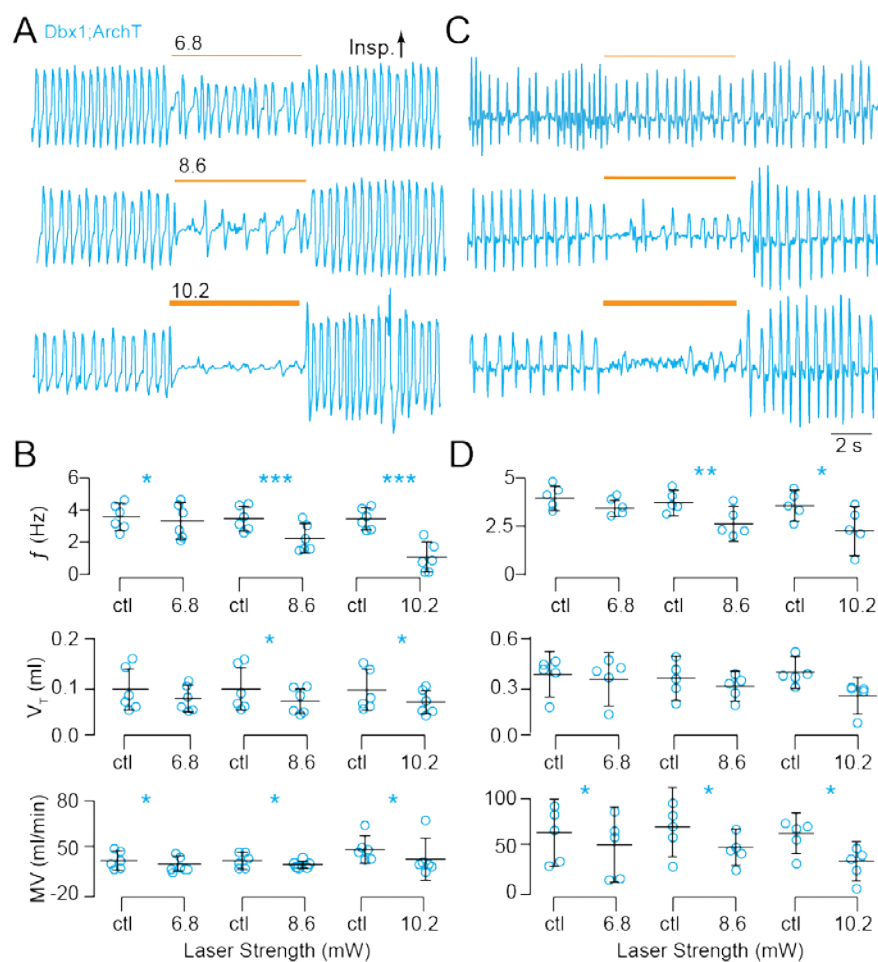 A Dbx1;ArchT
6.8
Insp.
C
8.6
10.2
2 s
B
D
6
4
2
0
f (Hz)
* *** ***
ctl 6.8 ctl 8.6 ctl 10.2
5
2.5
0
** *
ctl 6.8 ctl 8.6 ctl 10.2
0.2
0.1
0.0
VT (ml)
* *
ctl 6.8 ctl 8.6 ctl 10.2
0.6
0.3
0.0
ctl 6.8 ctl 8.6 ctl 10.2
80
50
-20
MV (ml/min)
* * *
ctl 6.8 ctl 8.6 ctl 10.2
Laser Strength (mW)
100
50
0
* * *
ctl 6.8 ctl 8.6 ctl 10.2
Laser Strength (mW)